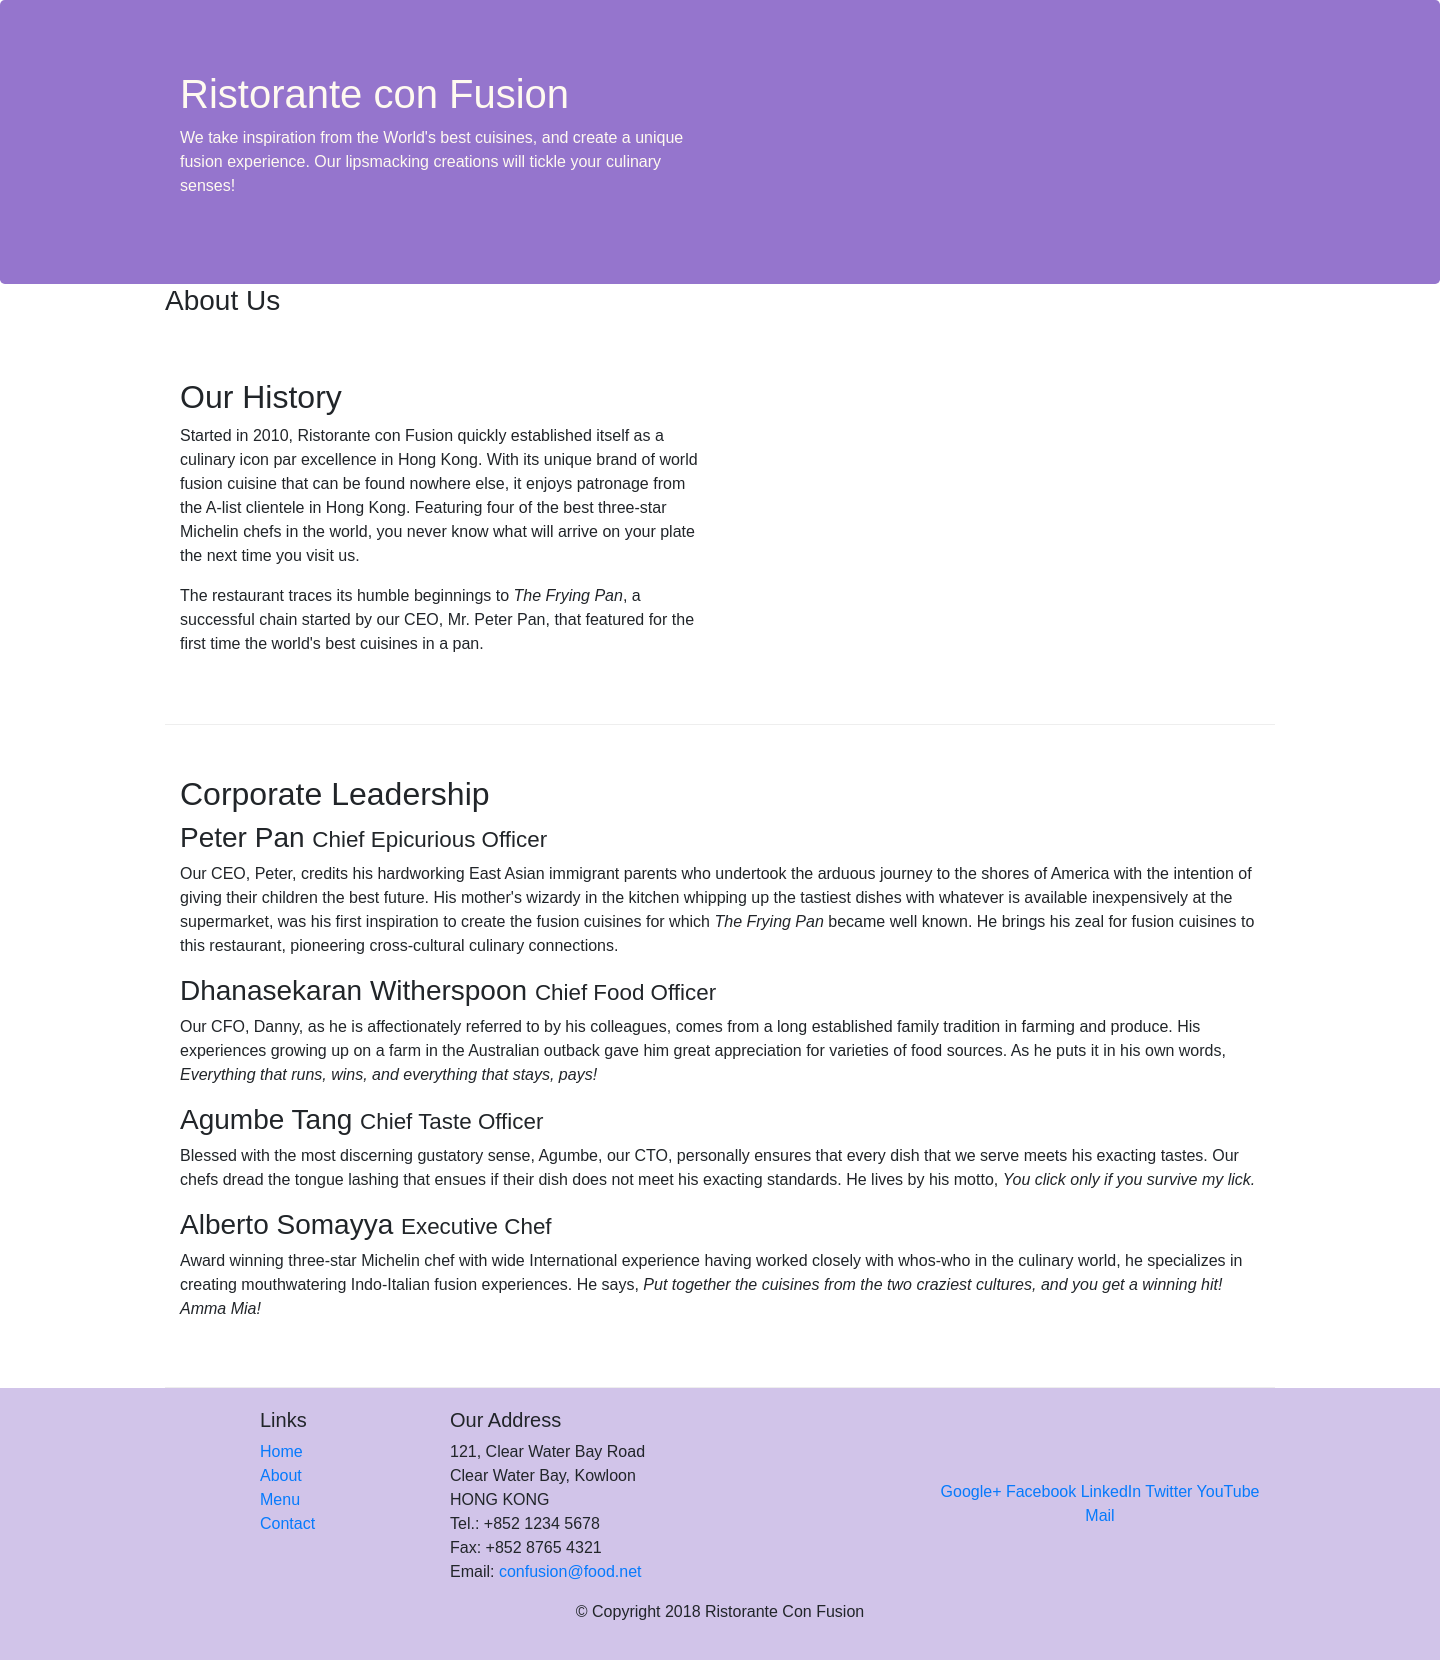 Ristorante con Fusion
We take inspiration from the World's best cuisines, and create a unique
fusion experience. Our lipsmacking creations will tickle your culinary
senses!
About Us
Our History
Started in 2010, Ristorante con Fusion quickly established itself as a
culinary icon par excellence in Hong Kong. With its unique brand of world
fusion cuisine that can be found nowhere else, it enjoys patronage from
the A-list clientele in Hong Kong. Featuring four of the best three-star
Michelin chefs in the world, you never know what will arrive on your plate
the next time you visit us.
The restaurant traces its humble beginnings to The Frying Pan, a
successful chain started by our CEO, Mr. Peter Pan, that featured for the
first time the world's best cuisines in a pan.
Corporate Leadership
Peter Pan Chief Epicurious Officer
Our CEO, Peter, credits his hardworking East Asian immigrant parents who undertook the arduous journey to the shores of America with the intention of
giving their children the best future. His mother's wizardy in the kitchen whipping up the tastiest dishes with whatever is available inexpensively at the
supermarket, was his first inspiration to create the fusion cuisines for which The Frying Pan became well known. He brings his zeal for fusion cuisines to
this restaurant, pioneering cross-cultural culinary connections.
Dhanasekaran Witherspoon Chief Food Officer
Our CFO, Danny, as he is affectionately referred to by his colleagues, comes from a long established family tradition in farming and produce. His
experiences growing up on a farm in the Australian outback gave him great appreciation for varieties of food sources. As he puts it in his own words,
Everything that runs, wins, and everything that stays, pays!
Agumbe Tang Chief Taste Officer
Blessed with the most discerning gustatory sense, Agumbe, our CTO, personally ensures that every dish that we serve meets his exacting tastes. Our
chefs dread the tongue lashing that ensues if their dish does not meet his exacting standards. He lives by his motto, You click only if you survive my lick.
Alberto Somayya Executive Chef
Award winning three-star Michelin chef with wide International experience having worked closely with whos-who in the culinary world, he specializes in
creating mouthwatering Indo-Italian fusion experiences. He says, Put together the cuisines from the two craziest cultures, and you get a winning hit!
Amma Mia!
Links
Home
About
Menu
Contact
Our Address
121, Clear Water Bay Road
Clear Water Bay, Kowloon
HONG KONG
Tel.: +852 1234 5678
Fax: +852 8765 4321
Email: confusion@food.net
Google+ Facebook LinkedIn Twitter YouTube
Mail
© Copyright 2018 Ristorante Con Fusion